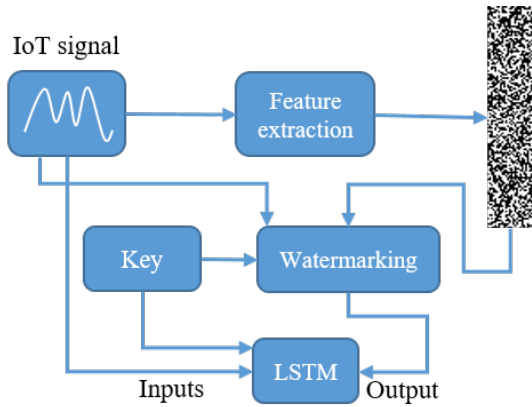 IoT signal
Feature
extraction
Key
Watermarking
LSTM
Inputs
Output